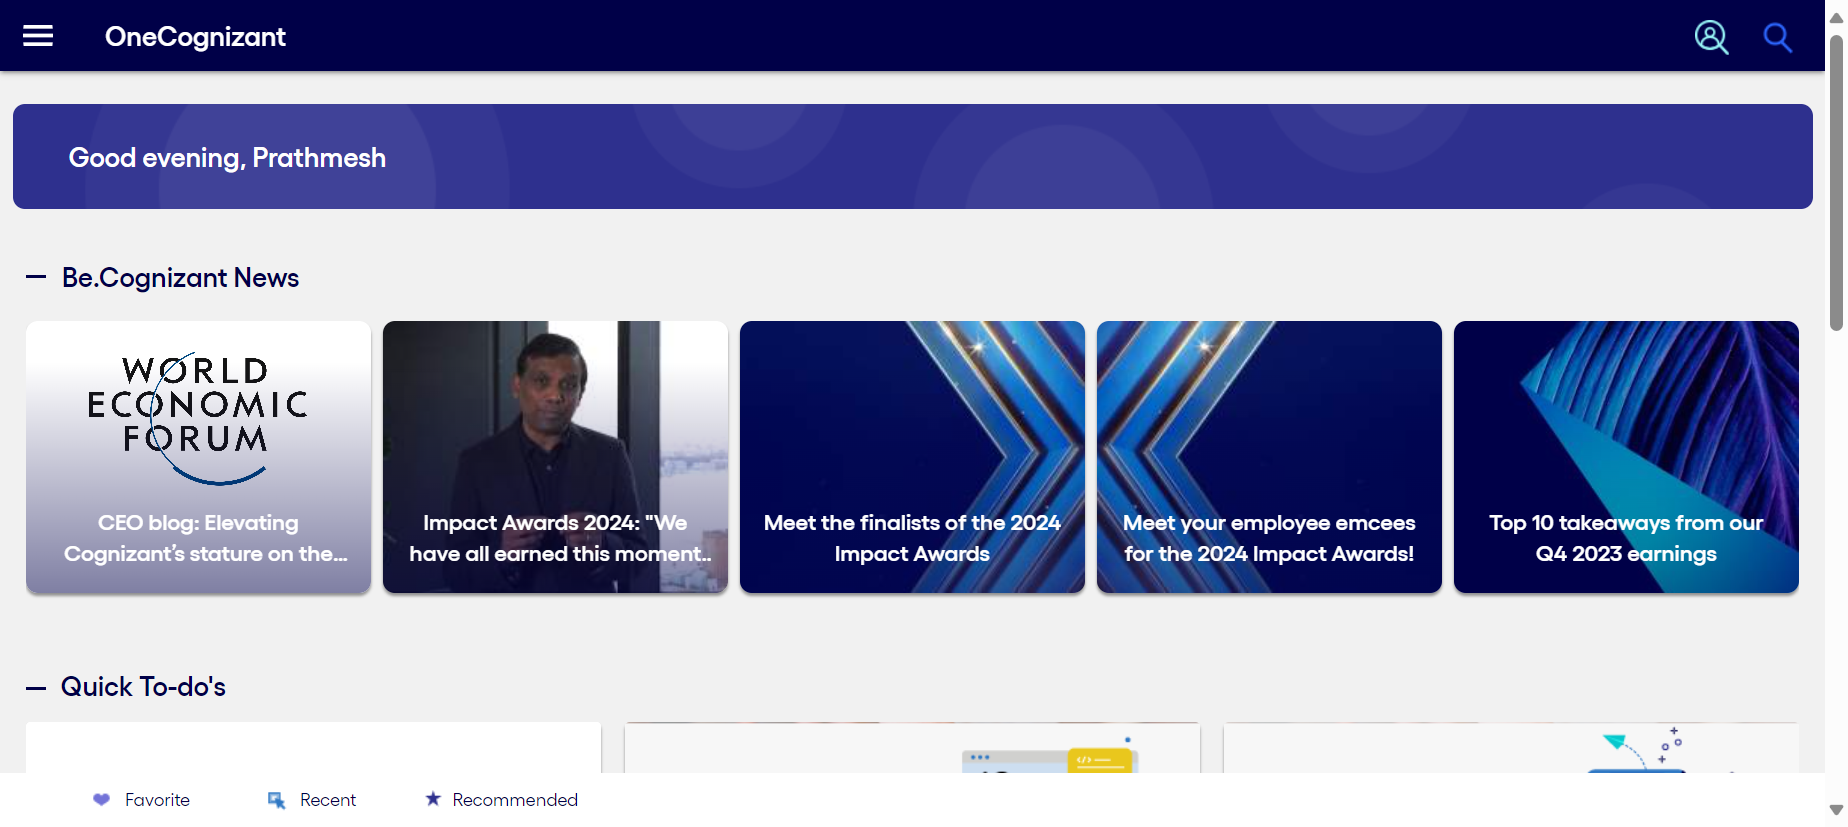 OneCognizant
Good evening, Prathmesh
Be.Cognizant News
WORLD
ECONOMIC
FORUM
CEO blog: Elevating
Cognizant’s stature on the...
Impact Awards 2024: "We
have all earned this moment..
Meet the finalists of the 2024
Impact Awards
Meet your employee emcees
for the 2024 Impact Awards!
Top 10 takeaways from our
Q4 2023 earnings
Quick To-do's
</>
Favorite
Recent
Recommended